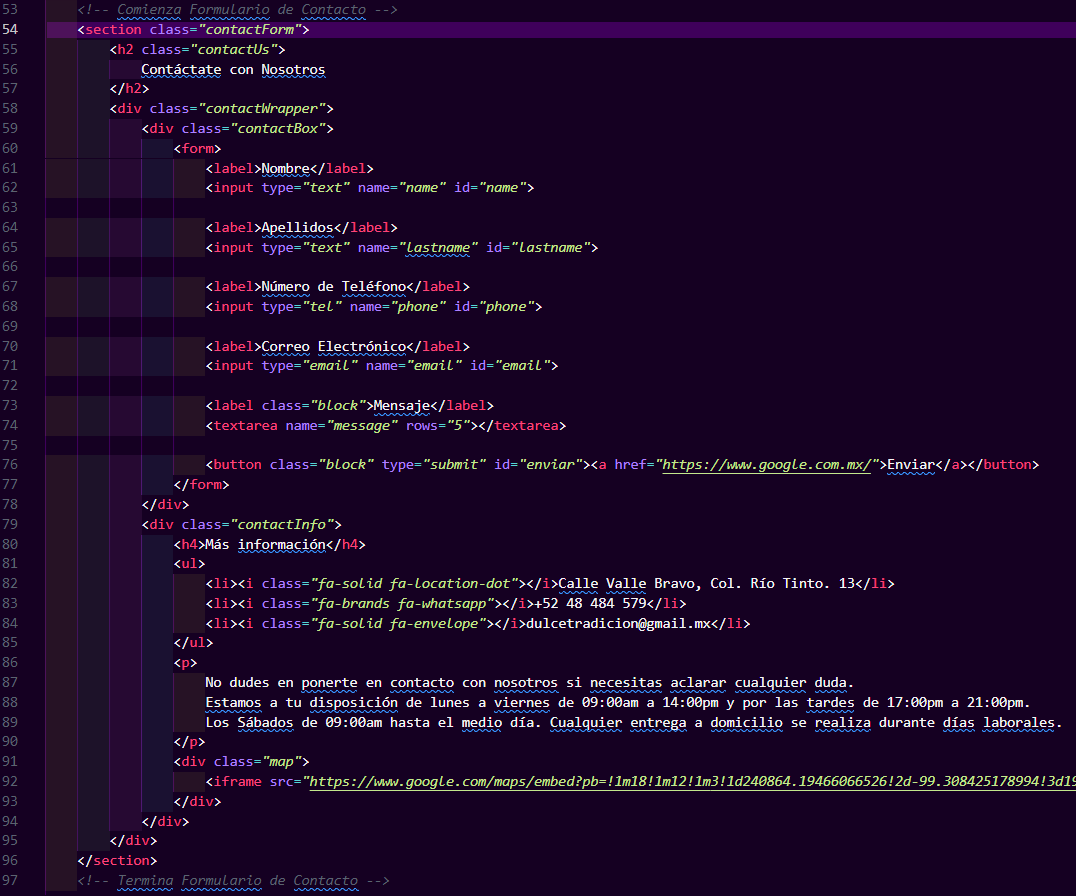 53 <!-- Comienza Formulario de Contacto -->
54 <section class="contactForm">
55 <h2 class="contactUs">
56 Contáctate con Nosotros
57 </h2>
58 <div class="contactWrapper">
59 <div class="contactBox">
60 <form>
61 <label>Nombre</label>
62 <input type="text" name="name" id="name">
63
64 <label>Apellidos</label>
65 <input type="text" name="lastname" id="lastname">
66
67 <label>Número de Teléfono</label>
68 <input type="tel" name="phone" id="phone">
69
70 <label>Correo Electrónico</label>
71 <input type="email" name="email" id="email">
72
73 <label class="block">Mensaje</label>
74 <textarea name="message" rows="5"></textarea>
75
76 <button class="block" type="submit" id="enviar"><a href="https://www.google.com.mx/">Enviar</a></button>
77 </form>
78 </div>
79 <div class="contactInfo">
80 <h4>Más información</h4>
81 <ul>
82 <li><i class="fa-solid fa-location-dot"></i>Calle Valle Bravo, Col. Río Tinto. 13</li>
83 <li><i class="fa-brands fa-whatsapp"></i>+52 48 484 579</li>
84 <li><i class="fa-solid fa-envelope"></i>dulcetradicion@gmail.mx</li>
85 </ul>
86 <p>
87 No dudes en ponerte en contacto con nosotros si necesitas aclarar cualquier duda.
88 Estamos a tu disposición de lunes a viernes de 09:00am a 14:00pm y por las tardes de 17:00pm a 21:00pm.
89 Los Sábados de 09:00am hasta el medio día. Cualquier entrega a domicilio se realiza durante días laborales.
90 </p>
91 <div class="map">
92 <iframe src="https://www.google.com/maps/embed?pb=!1m18!1m12!1m3!1d240864.19466066526!2d-99.308425178994!3d19
93 </div>
94 </div>
95 </div>
96 </section>
97 <!-- Termina Formulario de Contacto -->